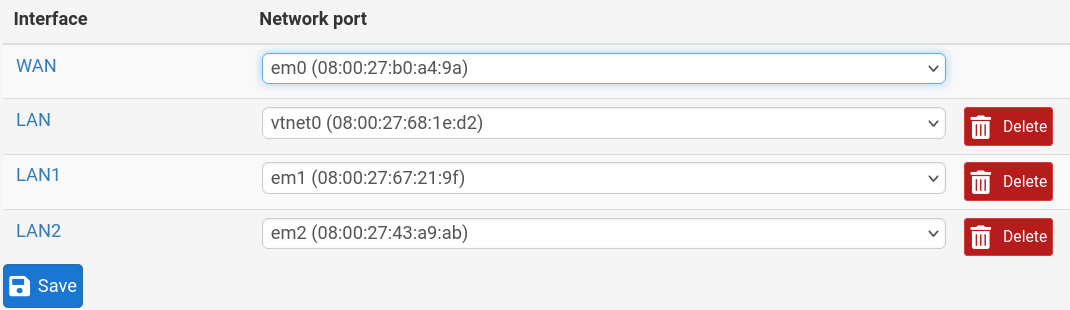 Interface Network port
WAN em0 (08:00:27:b0:a4:9a)
LAN vtnet0 (08:00:27:68:1e:d2) Delete
LAN1 em1 (08:00:27:67:21:9f) Delete
LAN2 em2 (08:00:27:43:a9:ab) Delete
Save